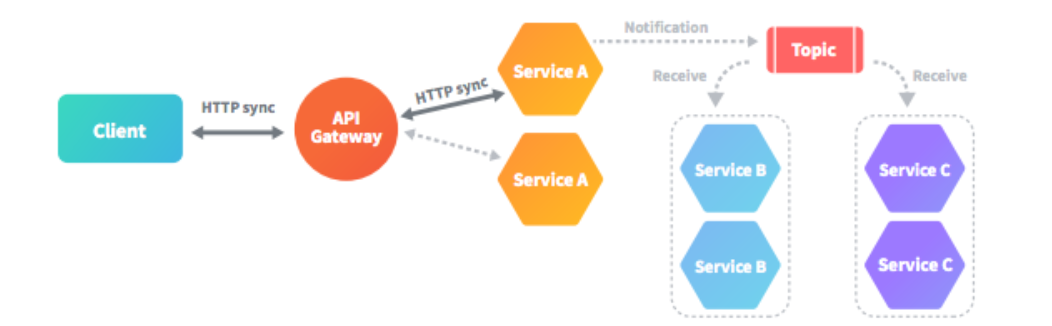 Notification
Topic
Service A
Receive
Receive
HTTP sync
HTTP sync
Client
API
Gateway
Service A
Service B
Service C
Service B
Service C